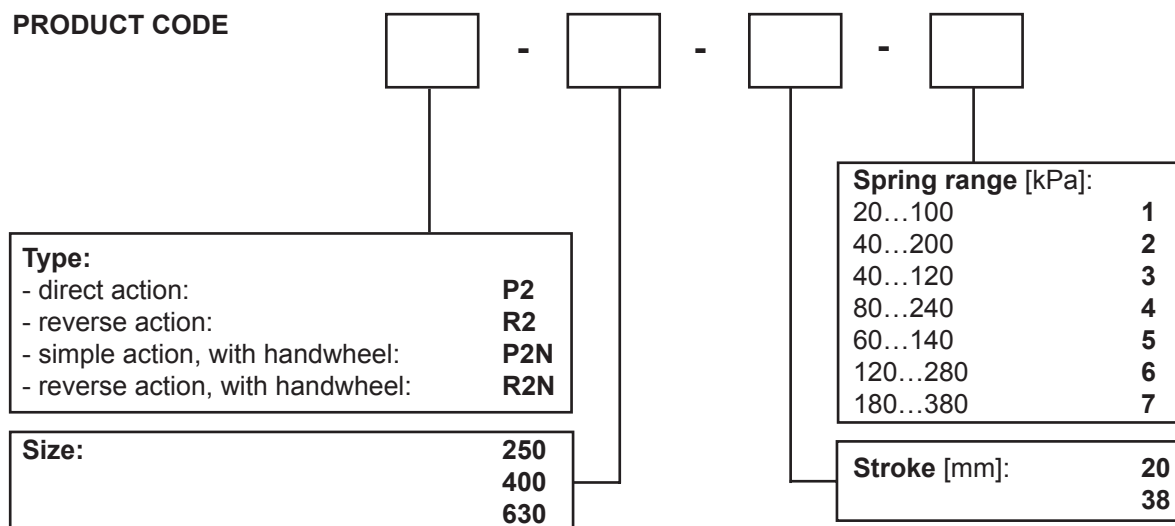 PRODUCT CODE
- - -
Type:
- direct action: P2
- reverse action: R2
- simple action, with handwheel: P2N
- reverse action, with handwheel: R2N
Size: 250
400
630
Spring range [kPa]:
20…100 1
40…200 2
40…120 3
80…240 4
60…140 5
120…280 6
180…380 7
Stroke [mm]: 20
38